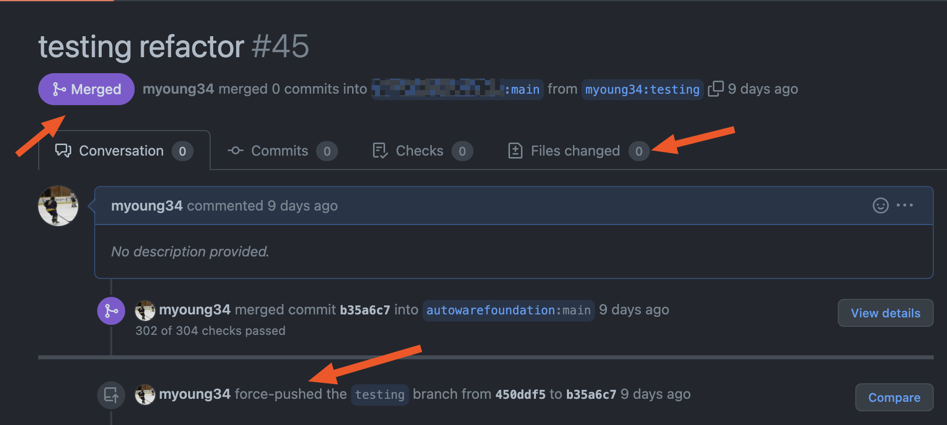 testing refactor #45
Merged myoung34 merged 0 commits into :main from myoung34:testing 9 days ago
Conversation 0 Commits 0 Checks 0 Files changed 0
myoung34 commented 9 days ago
No description provided.
myoung34 merged commit b35a6c7 into autowarefoundation:main 9 days ago
View details
302 of 304 checks passed
myoung34 force-pushed the testing branch from 450ddf5 to b35a6c7 9 days ago
Compare